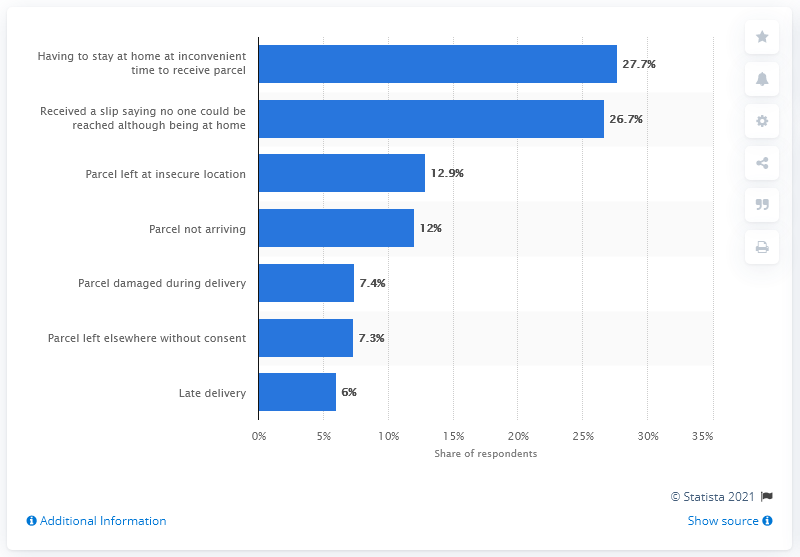 Having to stay at home at inconvenient
time to receive parcel
27.7%
Received a slip saying no one could be
reached although being at home
26.7%
Parcel left at insecure location
12.9%
Parcel not arriving
12%
Parcel damaged during delivery
7.4%
Parcel left elsewhere without consent
7.3%
Late delivery
6%
0% 5% 10% 15% 20% 25% 30% 35%
Share of respondents
© Statista 2021
Additional Information
Show source